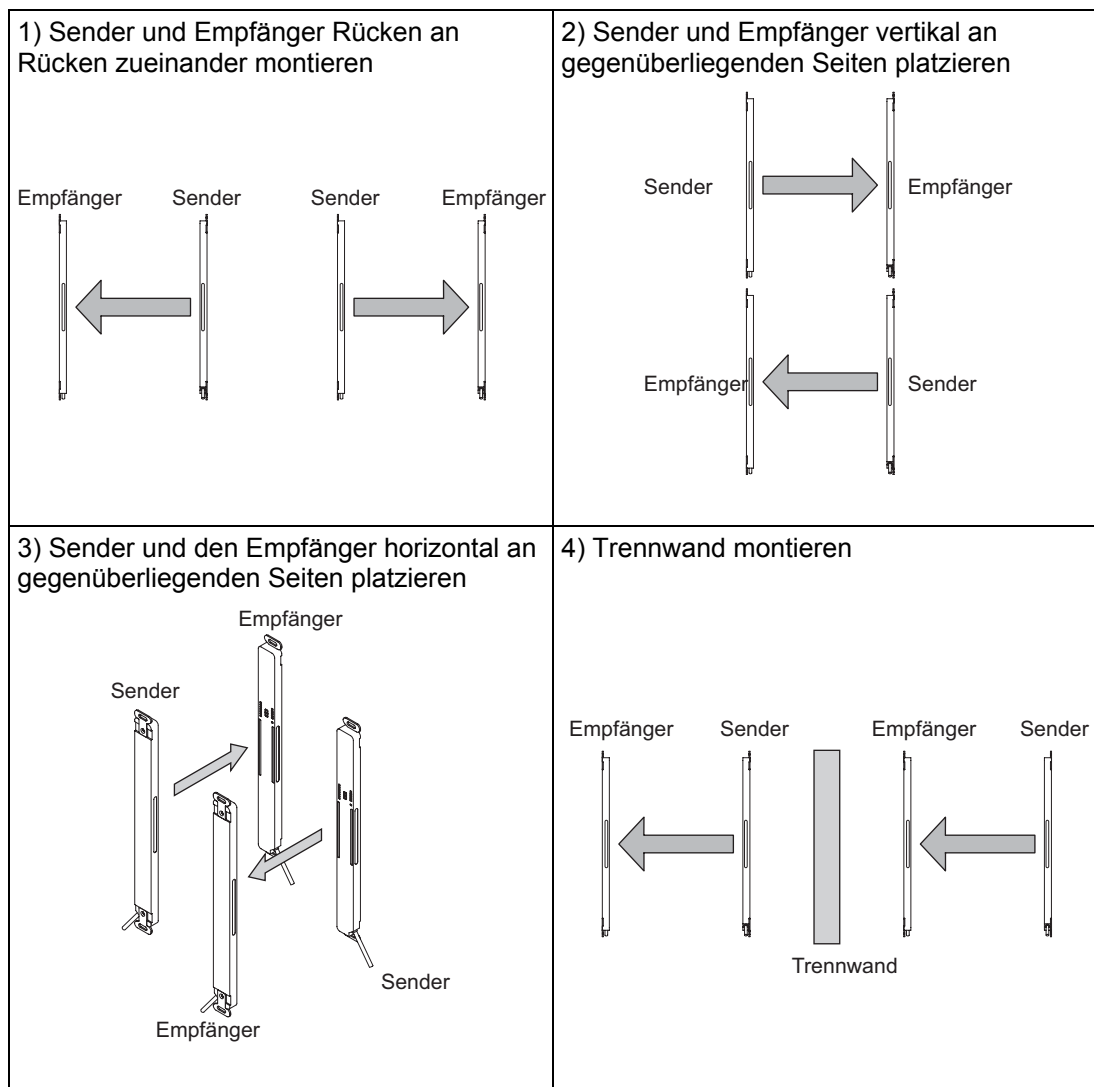 1) Sender und Empfänger Rücken an
Rücken zueinander montieren
Empfänger Sender Sender Empfänger
2) Sender und Empfänger vertikal an
gegenüberliegenden Seiten platzieren
Sender Empfänger
Empfänger Sender
3) Sender und den Empfänger horizontal an
gegenüberliegenden Seiten platzieren
Empfänger
Sender
Sender
Empfänger
4) Trennwand montieren
Empfänger Sender Empfänger Sender
Trennwand